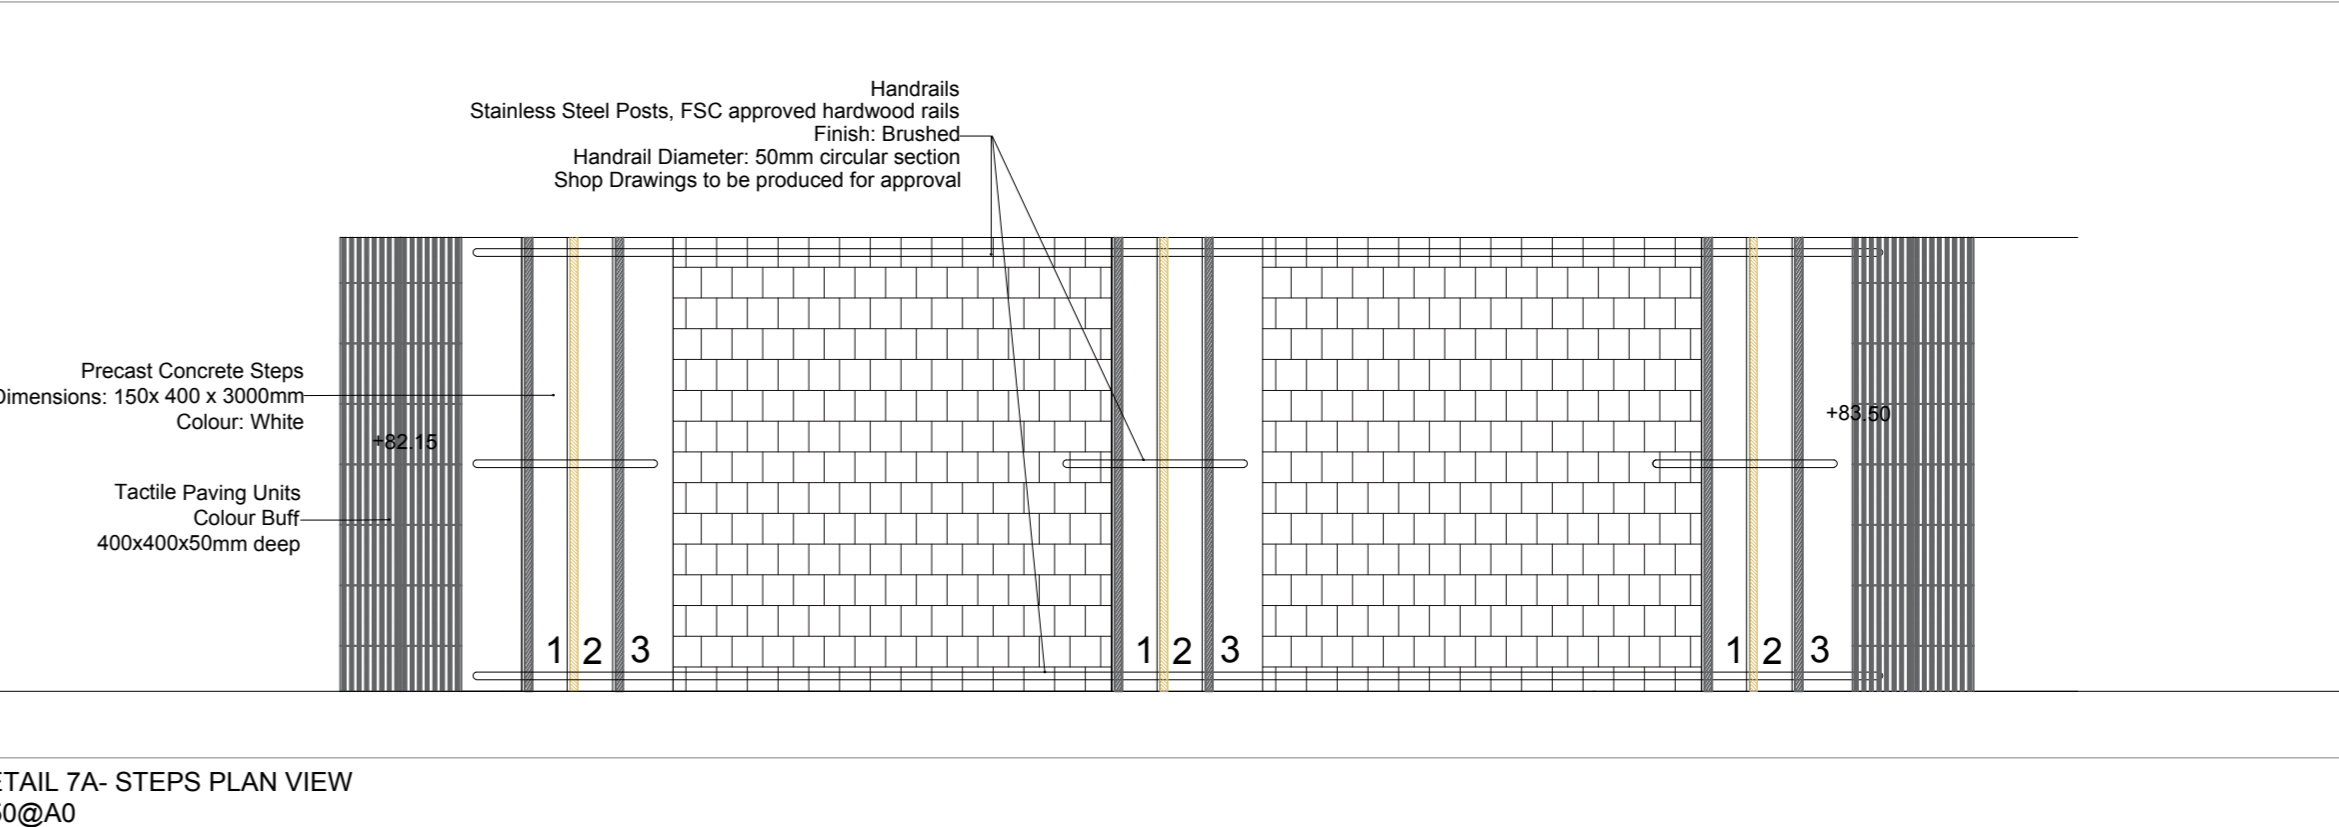 Handrails
Stainless Steel Posts, FSC approved hardwood rails
Finish: Brushed
Handrail Diameter: 50mm circular section
Shop Drawings to be produced for approval
Precast Concrete Steps
Dimensions: 150x 400 x 3000mm
Colour: White
+82.15
+83.50
Tactile Paving Units
Colour Buff
400x400x50mm deep
1 2 3
1 2 3
1 2 3
ETAIL 7A- STEPS PLAN VIEW
50@A0